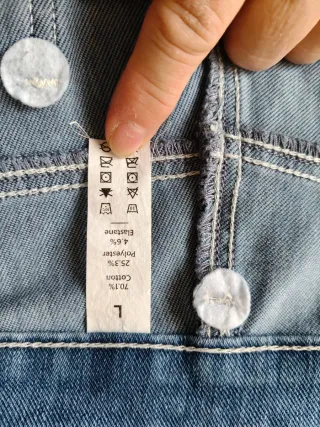 L
70.1%
Cotton
25.3%
Polyester
4.6%
Elastane